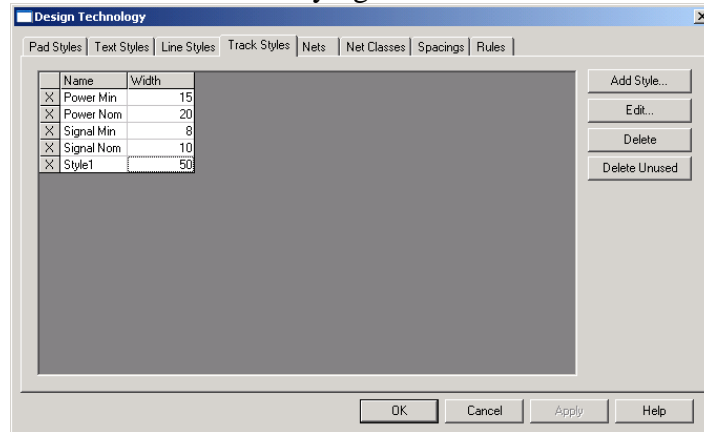 Design Technology
Pad Styles Text Styles Line Styles Track Styles Nets Net Classes Spacings Rules
Name Width
X Power Min 15
X Power Nom 20
X Signal Min 8
X Signal Nom 10
X Style1 50
Add Style...
Edit...
Delete
Delete Unused
OK Cancel Apply Help